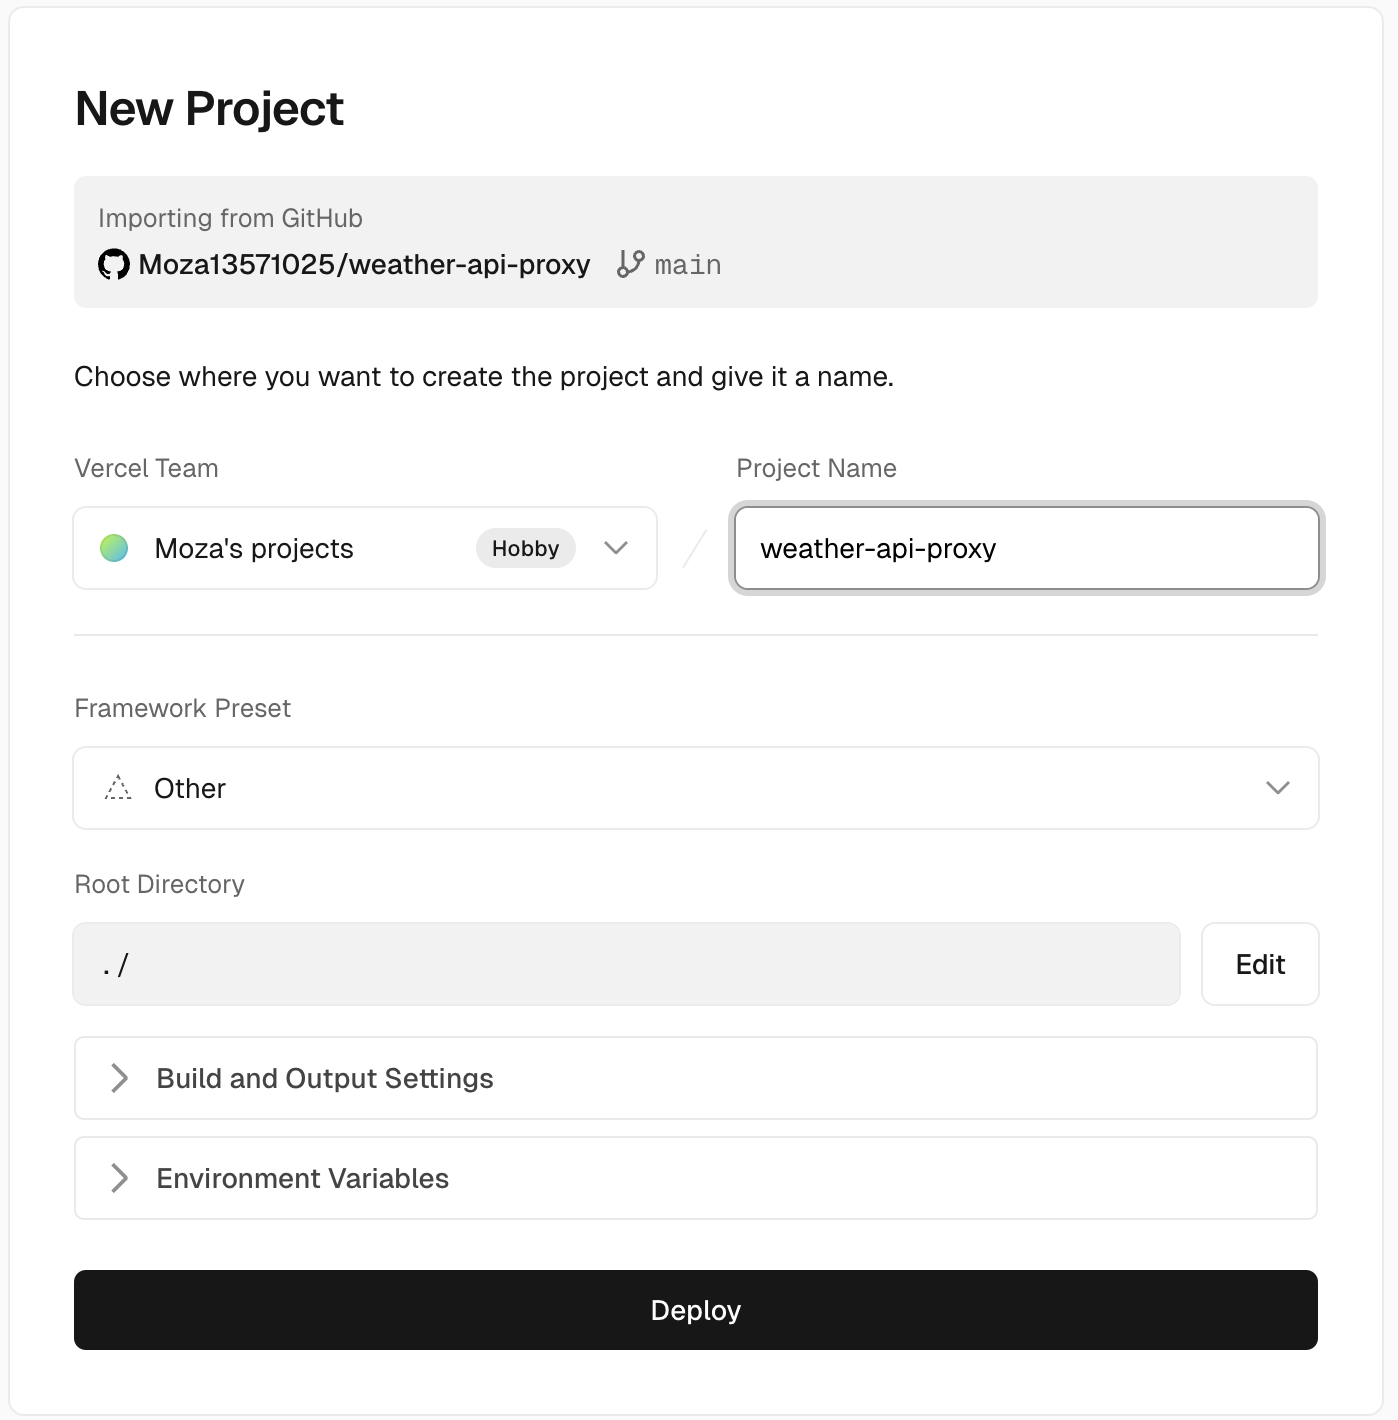 New Project
Importing from GitHub
Moza13571025/weather-api-proxy main
Choose where you want to create the project and give it a name.
Vercel Team
Project Name
Moza's projects Hobby / weather-api-proxy
Framework Preset
Other
Root Directory
./ Edit
Build and Output Settings
Environment Variables
Deploy